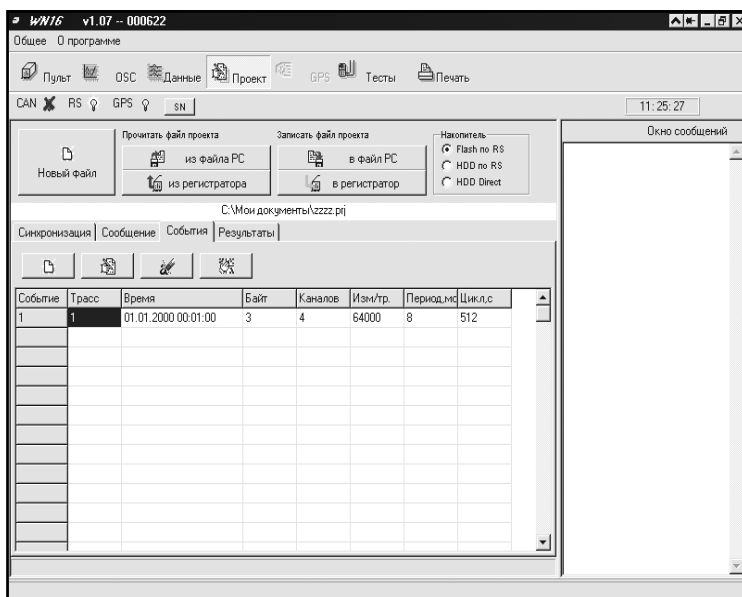 WN16 v1.07 -- 000622
Общее О программе
Пульт OSC Данные Проект GPS Тесты Печать
CAN RS GPS SN 11:25:27
Окно сообщений
Новый файл
Прочитать файл проекта
из файла PC
из регистратора
Записать файл проекта
в файл PC
в регистратор
Накопитель
Flash по RS
HDD по RS
HDD Direct
C:\Мои документы\zzzz.prj
Синхронизация Сообщение События Результаты
Событие Трасс Время Байт Каналов Изм/тр. Период,мс Цикл,с
1 1 01.01.2000 00:01:00 3 4 64000 8 512